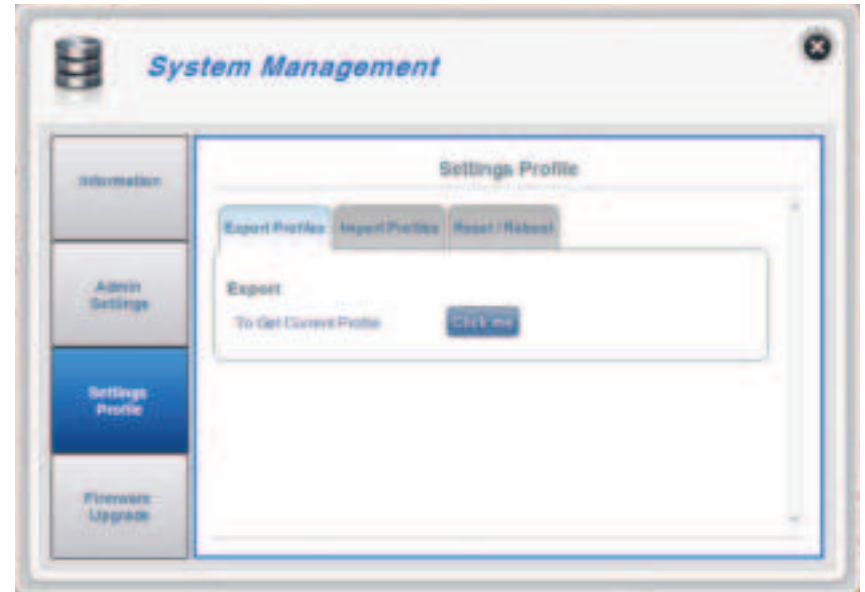 System Management
Information
Settings Profile
Export Profiles
Import Profiles
Reset / Reboot
Admin
Settings
Export
To Get Current Profile
Click me
Settings
Profile
Firmware
Upgrade